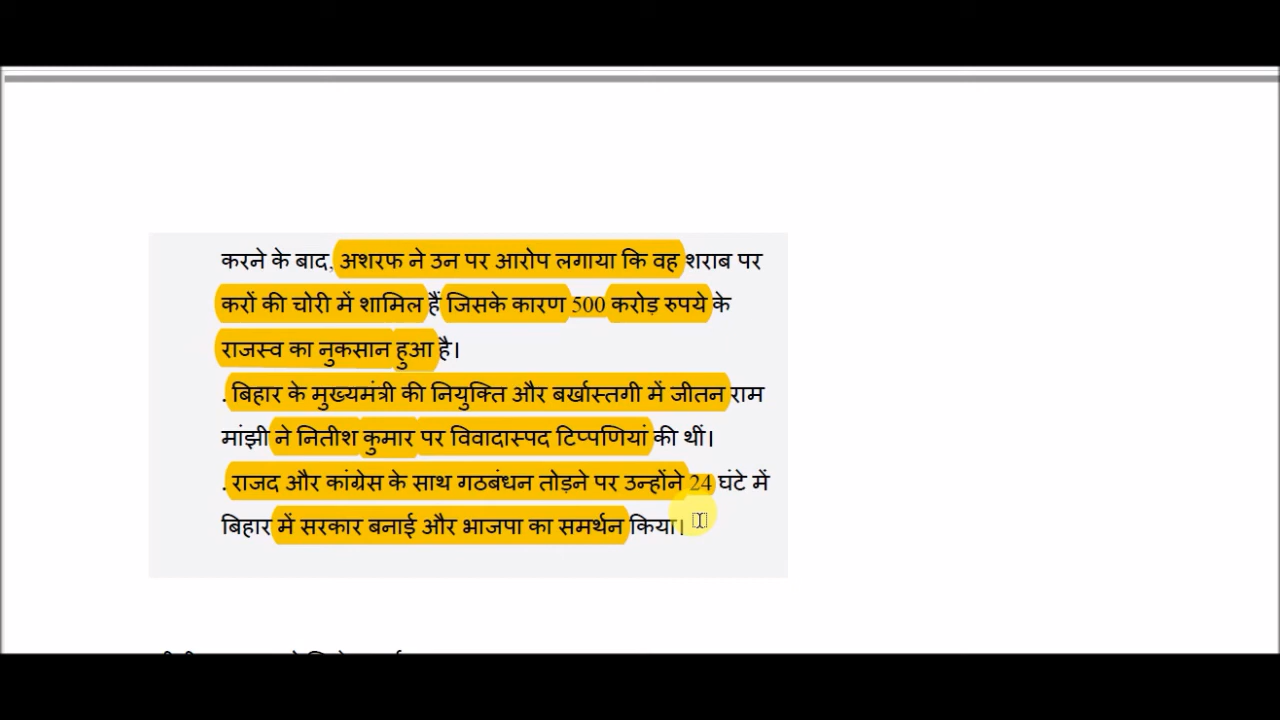 करने के बाद, अशरफ ने उन पर आरोप लगाया कि वह शराब पर
करों की चोरी में शामिल हैं जिसके कारण 500 करोड़ रुपये के
राजस्व का नुकसान हुआ है।
. बिहार के मुख्यमंत्री की नियुक्ति और बर्खास्तगी में जीतन राम
मांझी ने नितीश कुमार पर विवादास्पद टिप्पणियां की थीं।
. राजद और कांग्रेस के साथ गठबंधन तोड़ने पर उन्होंने 24 घंटे में
बिहार में सरकार बनाई और भाजपा का समर्थन किया।